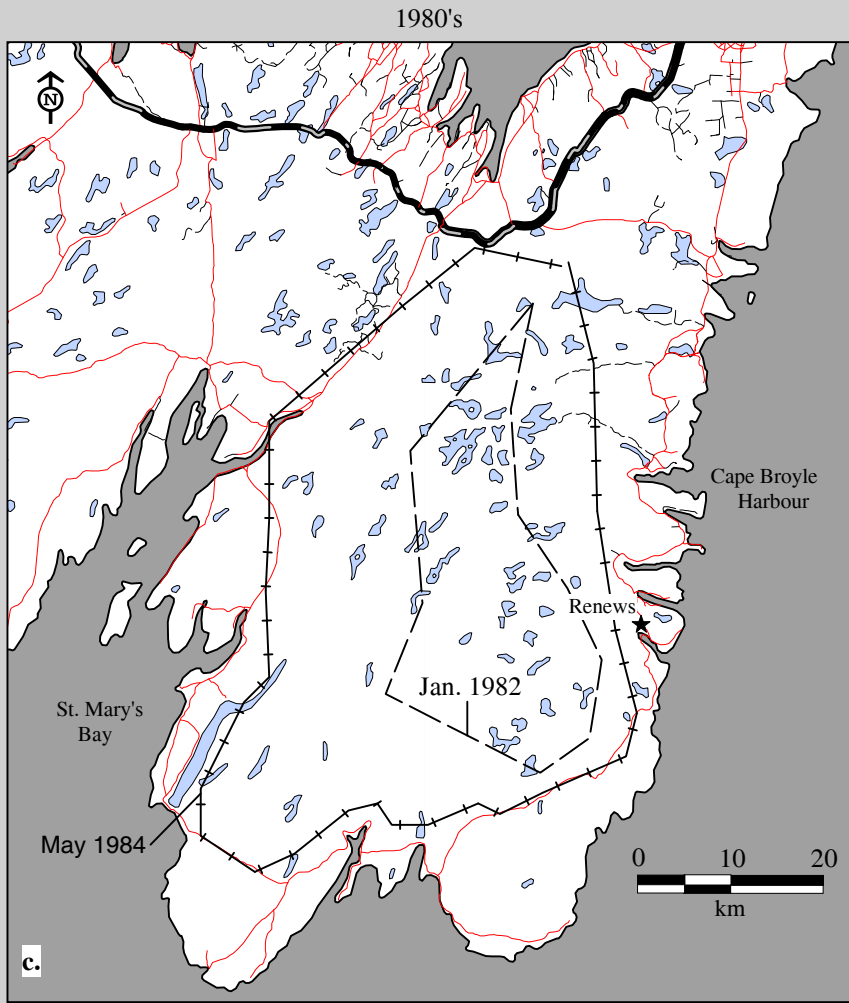 1980's
N
Cape Broyle
Harbour
Renews
Jan. 1982
St. Mary's
Bay
May 1984
0 10 20
km
c.